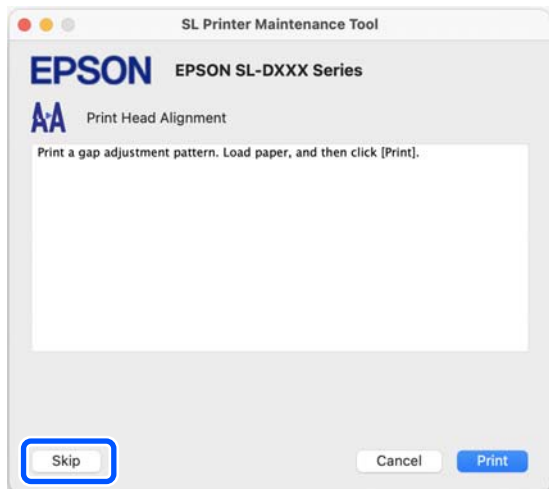 SL Printer Maintenance Tool
EPSON EPSON SL-DXXX Series
AA Print Head Alignment
Print a gap adjustment pattern. Load paper, and then click [Print].
Skip Cancel Print